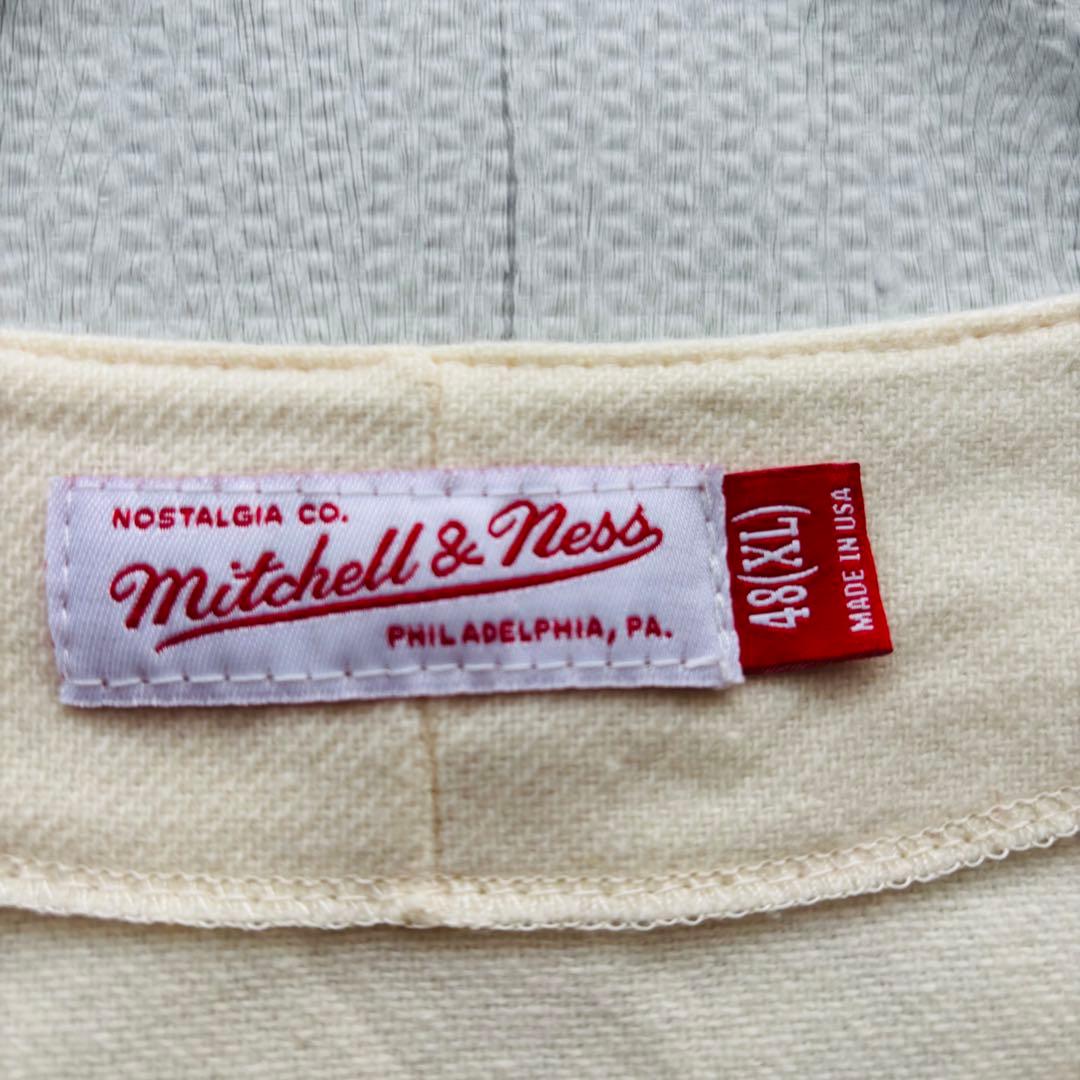 NOSTALGIA CO.
Mitchell & Ness
PHILADELPHIA, PA.
48(XL)
MADE IN USA